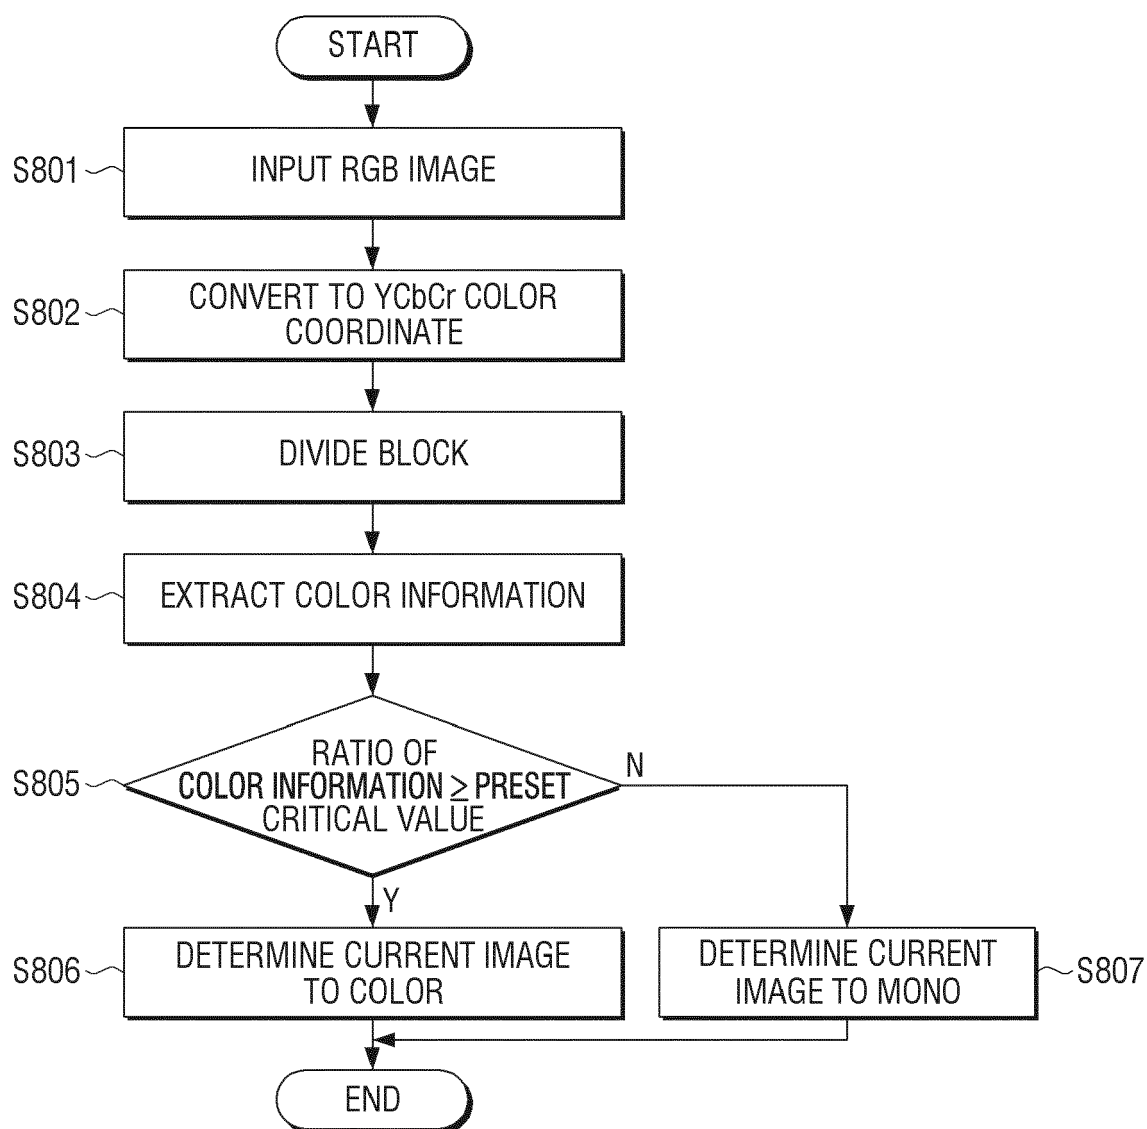 START
S801
INPUT RGB IMAGE
S802
CONVERT TO YCbCr COLOR
COORDINATE
S803
DIVIDE BLOCK
S804
EXTRACT COLOR INFORMATION
S805
RATIO OF
COLOR INFORMATION ≥ PRESET
CRITICAL VALUE
N
Y
S806
DETERMINE CURRENT IMAGE
TO COLOR
DETERMINE CURRENT
IMAGE TO MONO
S807
END